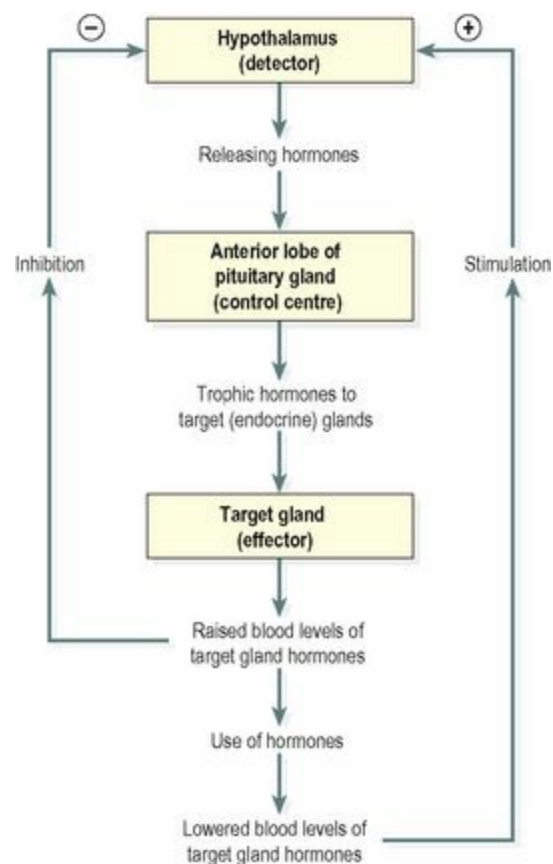 −
+
Hypothalamus
(detector)
Releasing hormones
Inhibition
Anterior lobe of
pituitary gland
(control centre)
Stimulation
Trophic hormones to
target (endocrine) glands
Target gland
(effector)
Raised blood levels of
target gland hormones
Use of hormones
Lowered blood levels of
target gland hormones